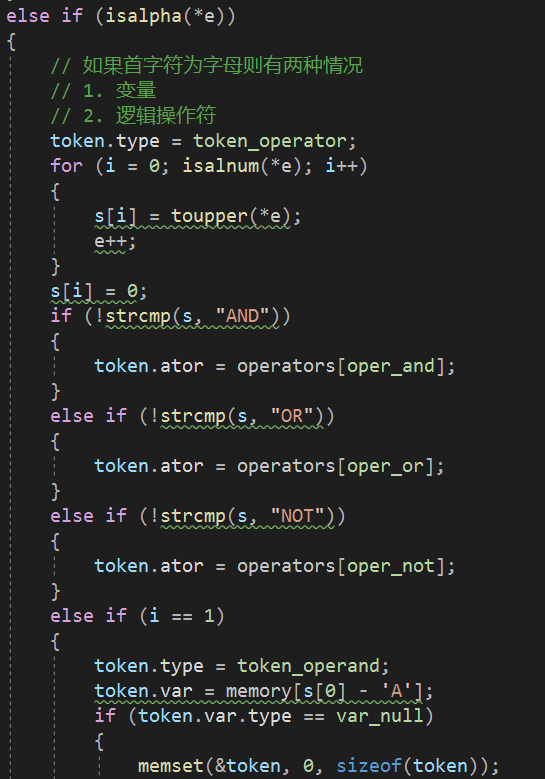 else if (isalpha(*e))
{
    // 如果首字符为字母则有两种情况
    // 1. 变量
    // 2. 逻辑操作符
    token.type = token_operator;
    for (i = 0; isalnum(*e); i++)
    {
        s[i] = toupper(*e);
        e++;
    }
    s[i] = 0;
    if (!strcmp(s, "AND"))
    {
        token.ator = operators[oper_and];
    }
    else if (!strcmp(s, "OR"))
    {
        token.ator = operators[oper_or];
    }
    else if (!strcmp(s, "NOT"))
    {
        token.ator = operators[oper_not];
    }
    else if (i == 1)
    {
        token.type = token_operand;
        token.var = memory[s[0] - 'A'];
        if (token.var.type == var_null)
        {
            memset(&token, 0, sizeof(token));